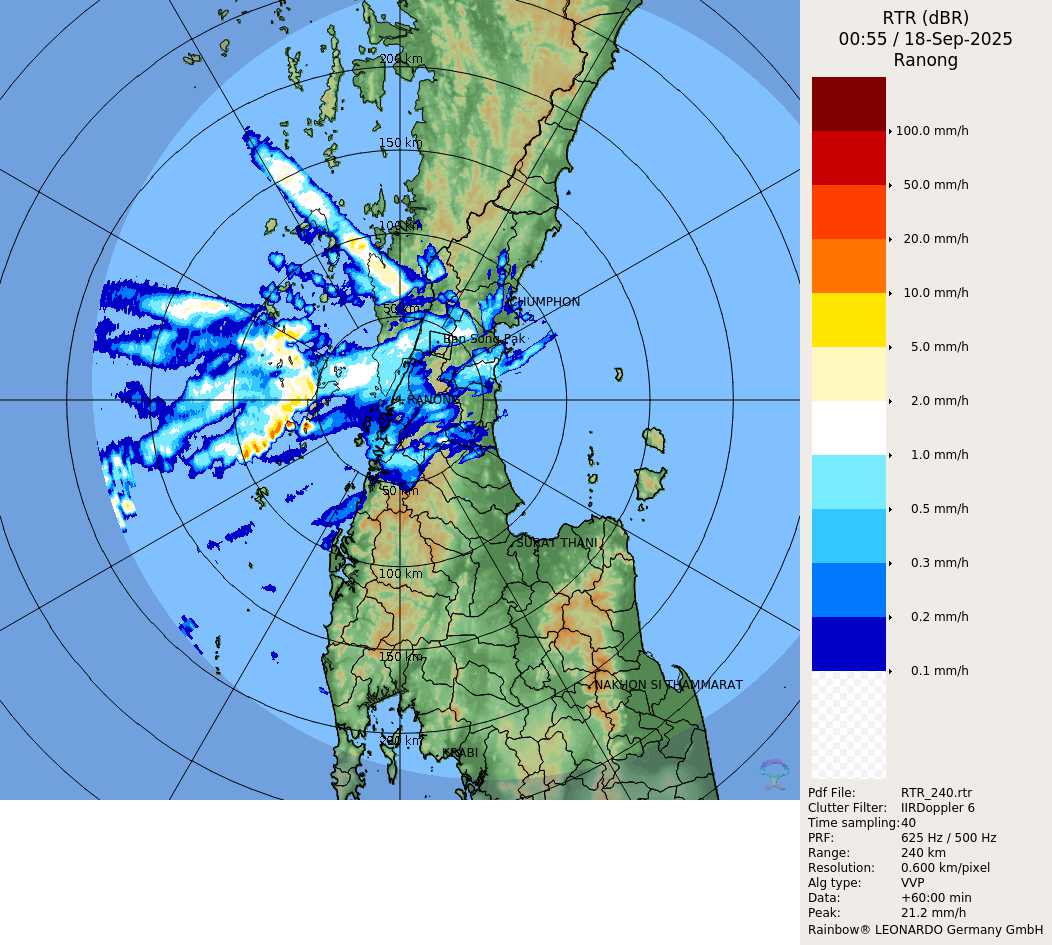 RTR (dBR)
00:55 / 18-Sep-2025
Ranong
100.0 mm/h
50.0 mm/h
20.0 mm/h
10.0 mm/h
5.0 mm/h
2.0 mm/h
1.0 mm/h
0.5 mm/h
0.3 mm/h
0.2 mm/h
0.1 mm/h
200 km
150 km
100 km
50 km
CHUMPHON
Ban Song Pak
RANONG
50 km
SURAT THANI
100 km
150 km
NAKHON SI THAMMARAT
200 km
KRABI
Pdf File: RTR_240.rtr
Clutter Filter: IIRDoppler 6
Time sampling:40
PRF: 625 Hz / 500 Hz
Range: 240 km
Resolution: 0.600 km/pixel
Alg type: VVP
Data: +60:00 min
Peak: 21.2 mm/h
Rainbow® LEONARDO Germany GmbH